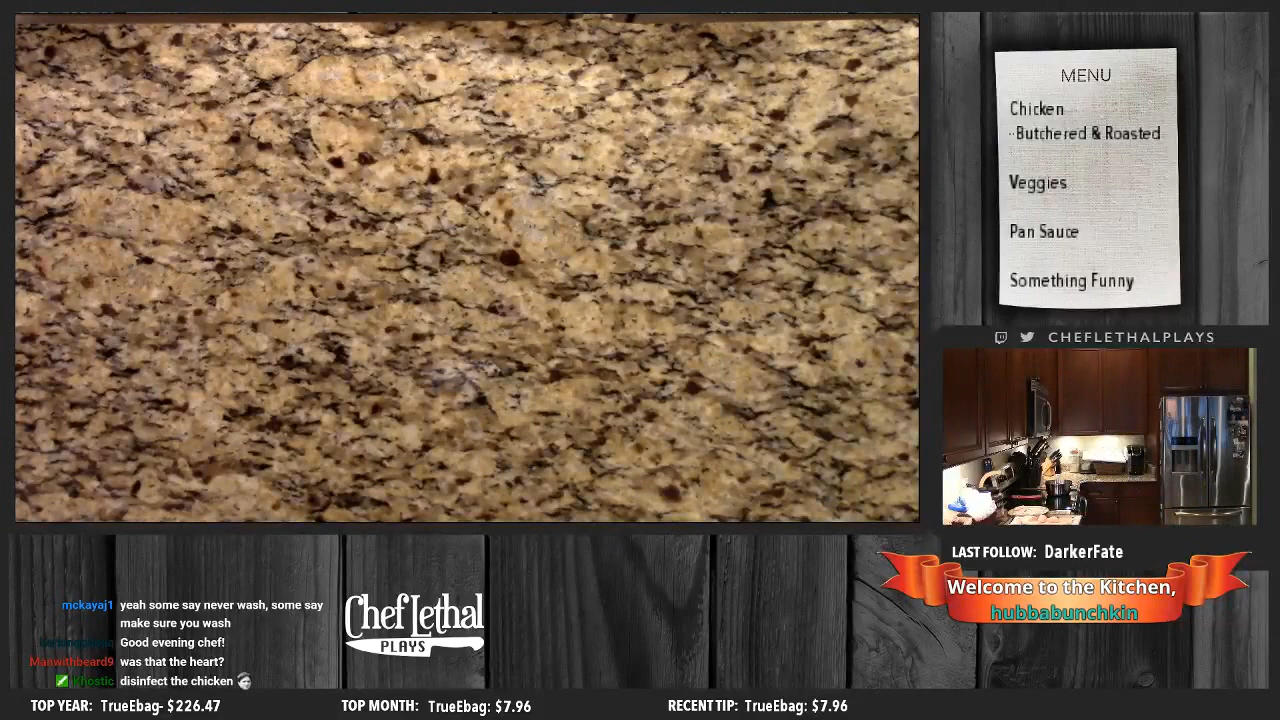 MENU
Chicken
-Butchered & Roasted
Veggies
Pan Sauce
Something Funny
CHEFLETHALPLAYS
LAST FOLLOW: DarkerFate
Welcome to the Kitchen,
hubbabunchkin
mckayaj1 yeah some say never wash, some say
make sure you wash
Good evening chef!
Manwithbeard9 was that the heart?
Khostic disinfect the chicken
Chef Lethal
PLAYS
TOP YEAR: TrueEbag- $226.47
TOP MONTH: TrueEbag: $7.96
RECENT TIP: TrueEbag: $7.96